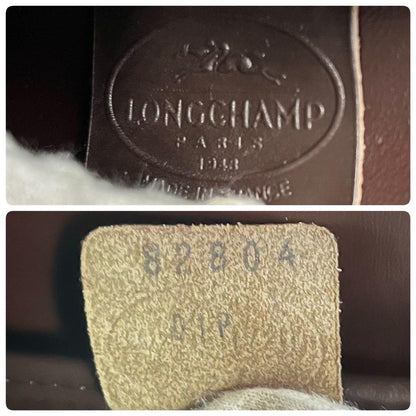 LONGCHAMP
PARIS
1948
MADE IN FRANCE
82804
01P